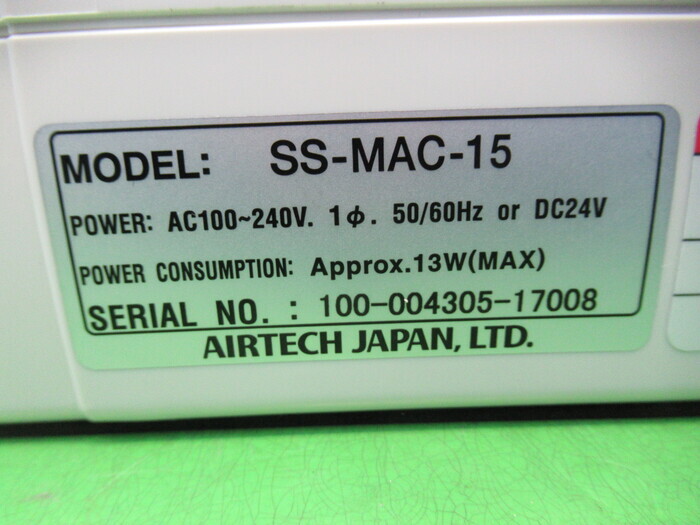 MODEL: SS-MAC-15
POWER: AC100~240V. 1φ. 50/60Hz or DC24V
POWER CONSUMPTION: Approx.13W(MAX)
SERIAL NO. : 100-004305-17008
AIRTECH JAPAN, LTD.